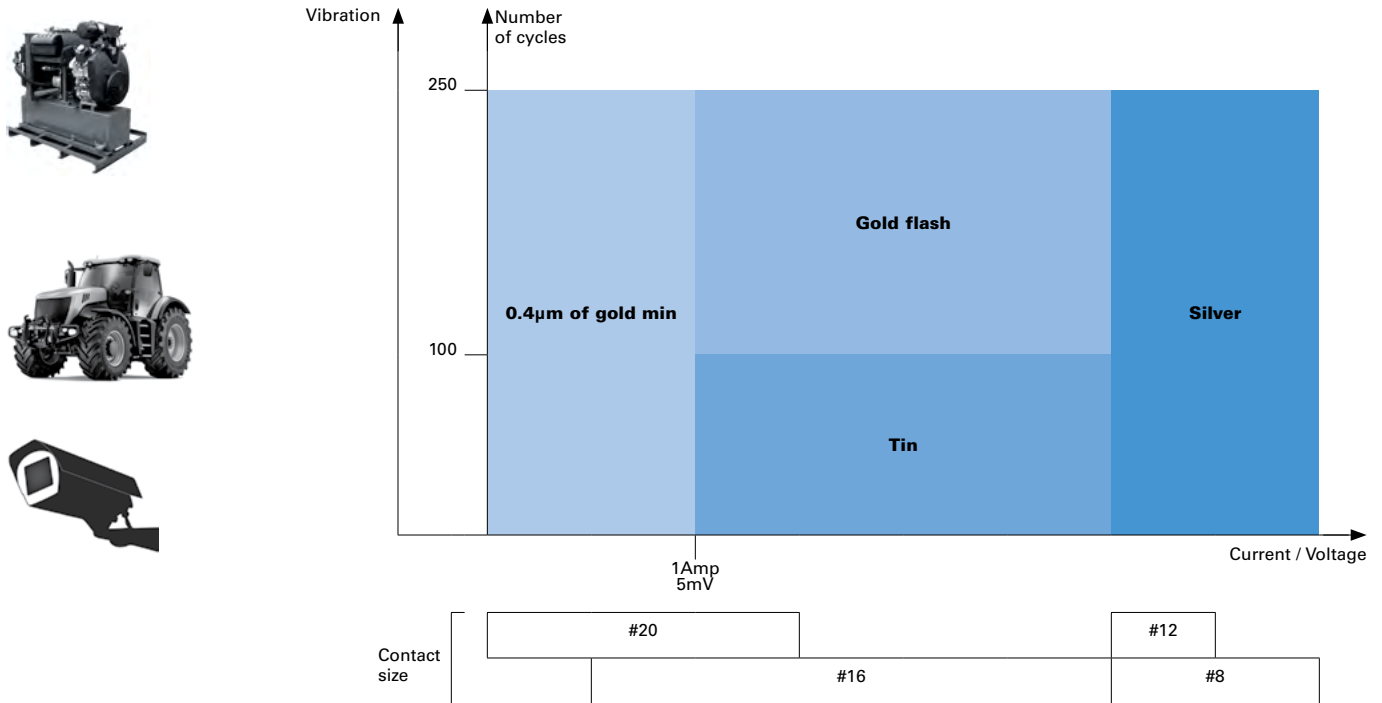 Vibration
Number
of cycles
250
Gold flash
0.4µm of gold min
Silver
100
Tin
Current / Voltage
1Amp
5mV
#20
#12
Contact
size
#16
#8